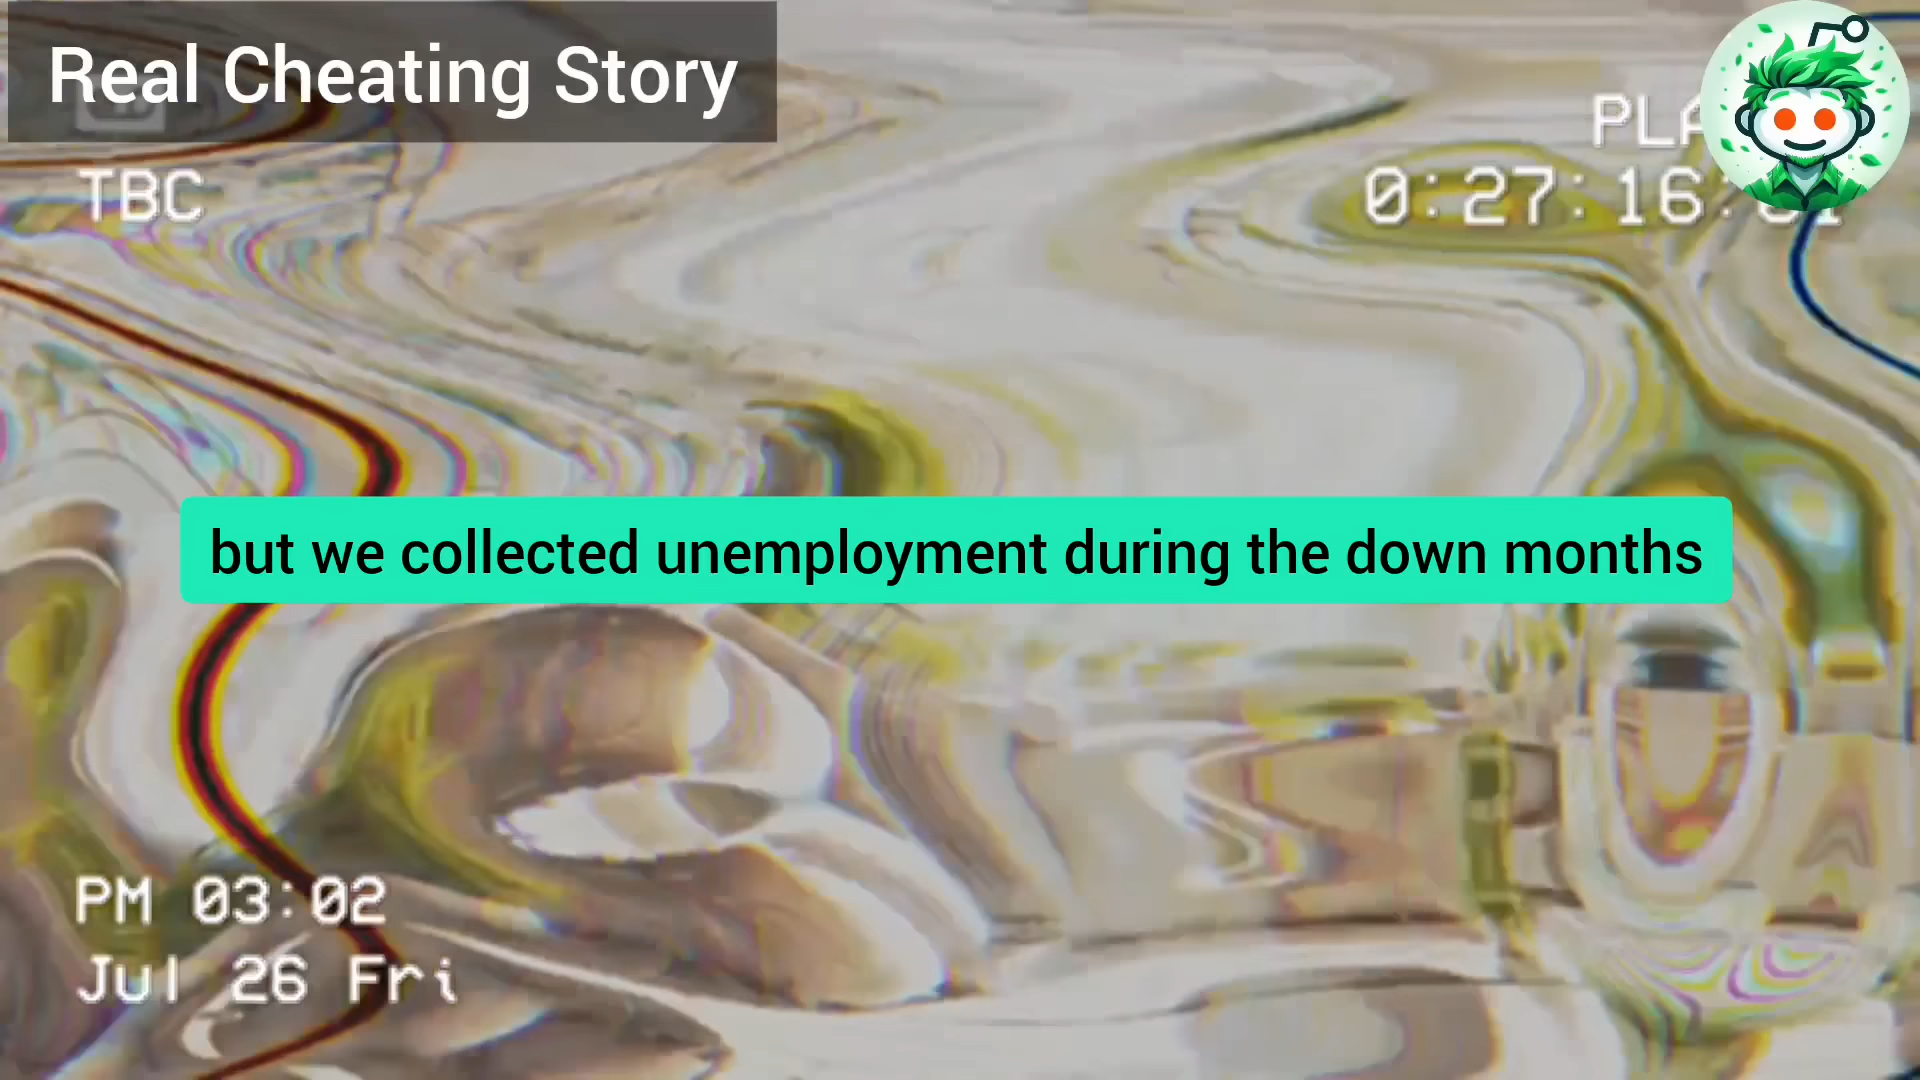 Real Cheating Story
TBC
0:27:16:
but we collected unemployment during the down months
PM 03:02
Jul 26 Fri